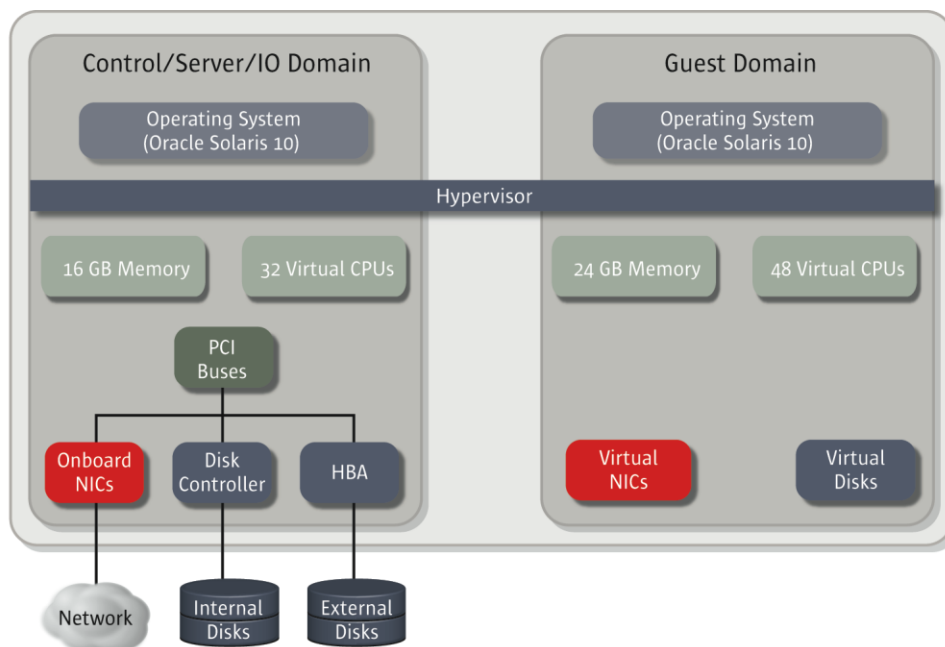 Control/Server/IO Domain
Operating System
(Oracle Solaris 10)
Guest Domain
Operating System
(Oracle Solaris 10)
Hypervisor
16 GB Memory
32 Virtual CPUs
24 GB Memory
48 Virtual CPUs
PCI
Buses
Onboard
NICs
Disk
Controller
HBA
Virtual
NICs
Virtual
Disks
Network
Internal
Disks
External
Disks